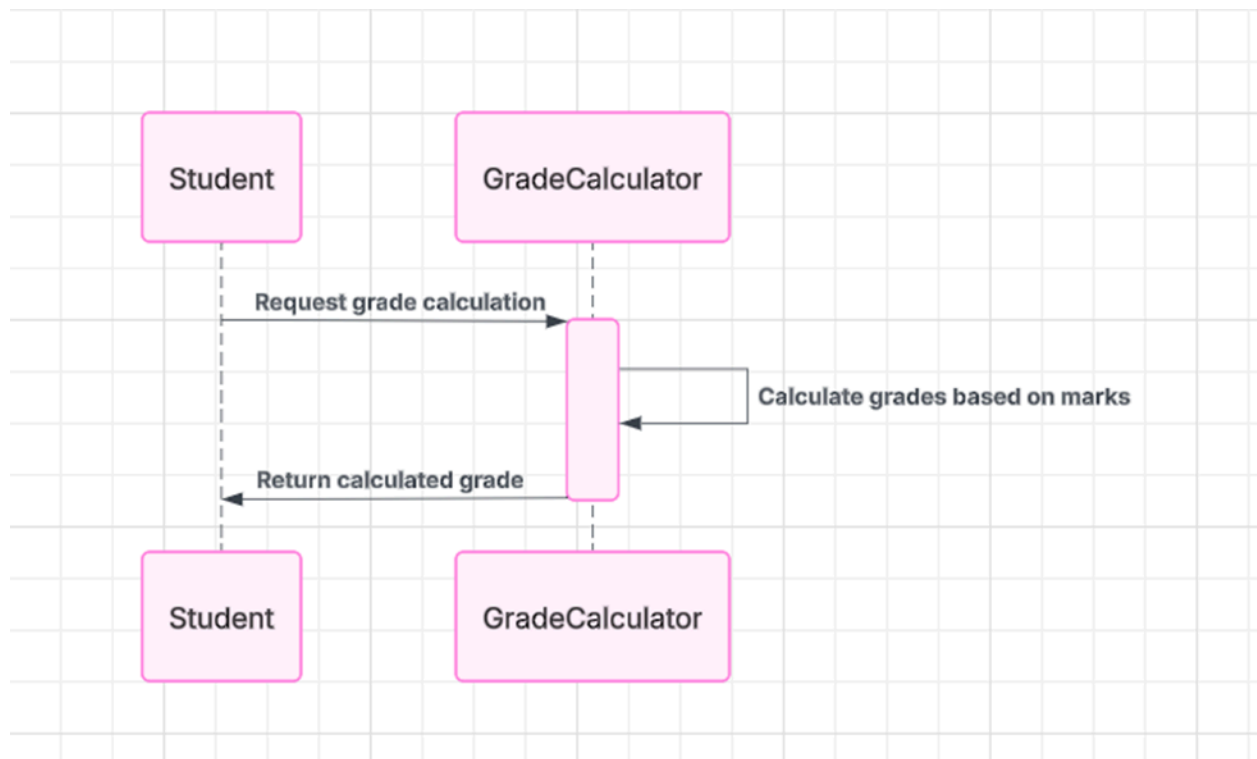 Student
GradeCalculator
Request grade calculation
Calculate grades based on marks
Return calculated grade
Student
GradeCalculator